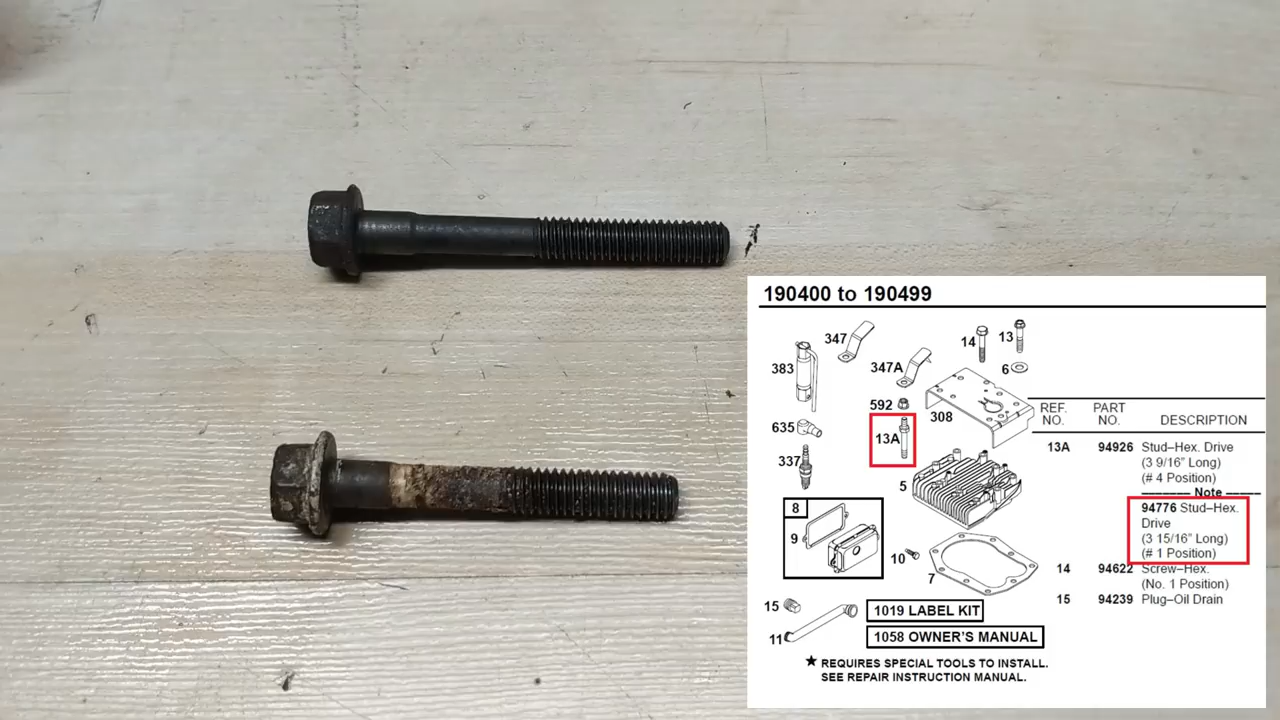 190400 to 190499
347
14
13
383
347A
6
592
308
13A
635
337
5
8
9
10
7
15
11
1019 LABEL KIT
1058 OWNER'S MANUAL
★ REQUIRES SPECIAL TOOLS TO INSTALL.
SEE REPAIR INSTRUCTION MANUAL.
REF. NO. PART NO. DESCRIPTION
13A 94926 Stud–Hex. Drive
(3 9/16" Long)
(# 4 Position)
Note
94776 Stud–Hex.
Drive
(3 15/16" Long)
(# 1 Position)
14 94622 Screw–Hex.
(No. 1 Position)
15 94239 Plug–Oil Drain